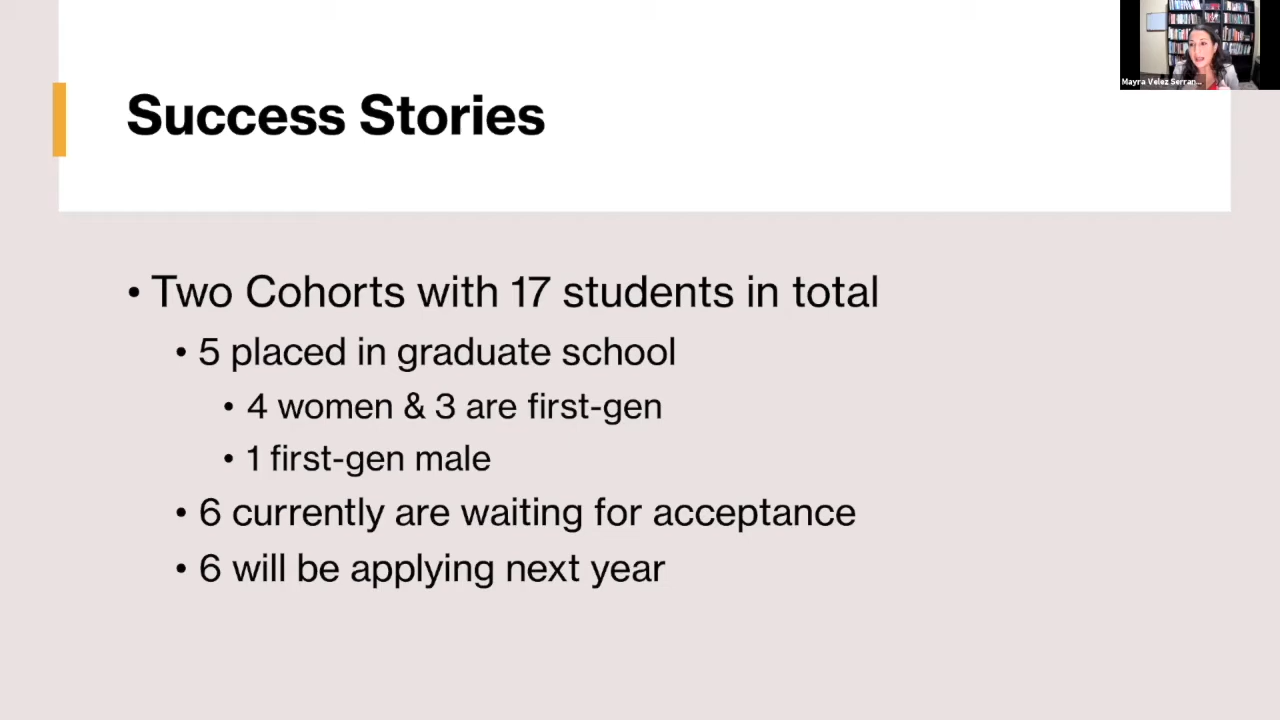 Mayra Velez Serran...
Success Stories
• Two Cohorts with 17 students in total
• 5 placed in graduate school
• 4 women & 3 are first-gen
• 1 first-gen male
• 6 currently are waiting for acceptance
• 6 will be applying next year